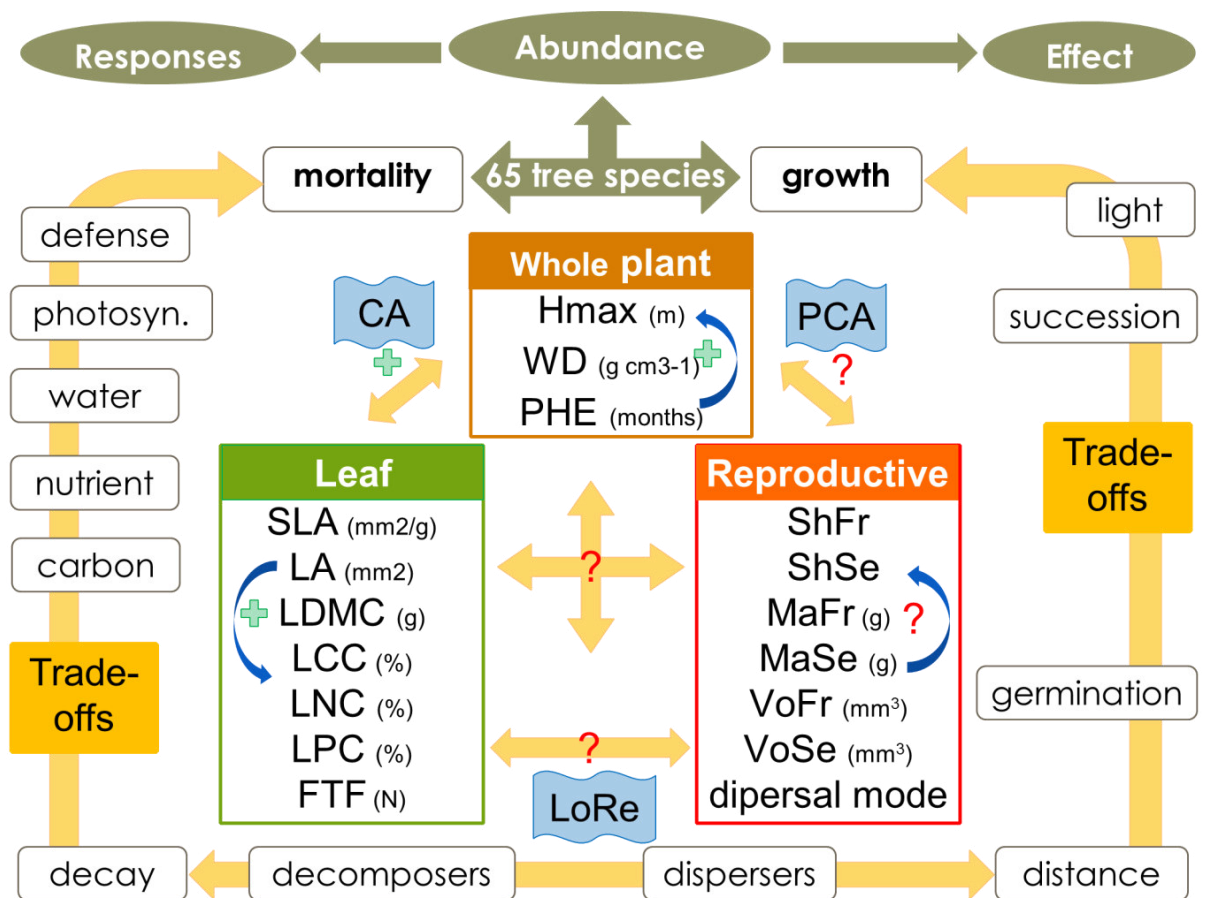 Responses
Abundance
Effect
mortality
65 tree species
growth
defense
light
Whole plant
CA
Hmax (m)
PCA
photosyn.
succession
WD (g cm3-1)
?
PHE (months)
water
Leaf
Reproductive
Trade-
offs
nutrient
SLA (mm2/g)
ShFr
carbon
LA (mm2)
?
ShSe
LDMC (g)
MaFr (g) ?
LCC (%)
MaSe (g)
Trade-
offs
LNC (%)
VoFr (mm³)
germination
LPC (%)
?
VoSe (mm³)
FTF (N)
LoRe
dipersal mode
decay
decomposers
dispersers
distance